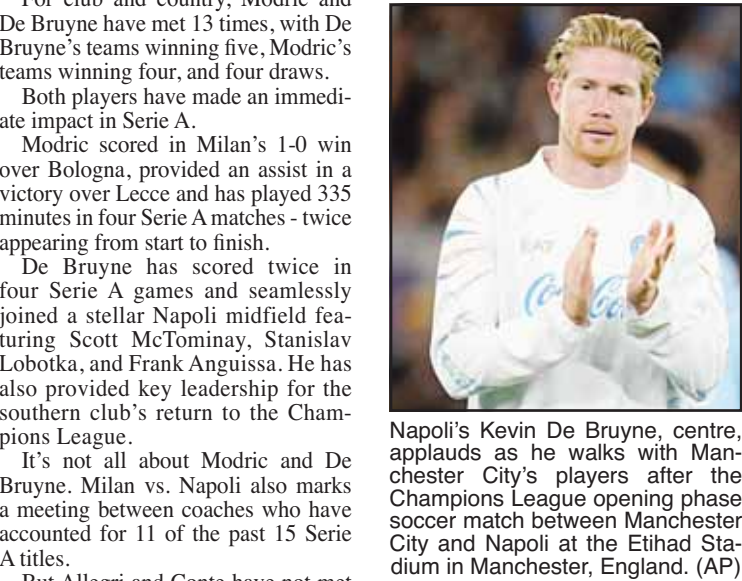 For club and country, Modric and
De Bruyne have met 13 times, with De
Bruyne's teams winning five, Modric's
teams winning four, and four draws.
Both players have made an immedi-
ate impact in Serie A.
Modric scored in Milan's 1-0 win
over Bologna, provided an assist in a
victory over Lecce and has played 335
minutes in four Serie A matches - twice
appearing from start to finish.
De Bruyne has scored twice in
four Serie A games and seamlessly
joined a stellar Napoli midfield fea-
turing Scott McTominay, Stanislav
Lobotka, and Frank Anguissa. He has
also provided key leadership for the
southern club's return to the Cham-
pions League.
It's not all about Modric and De
Bruyne. Milan vs. Napoli also marks
a meeting between coaches who have
accounted for 11 of the past 15 Serie
A titles.
But Allegri and Conte have not met
EA7
Coca Cola
Napoli's Kevin De Bruyne, centre,
applauds as he walks with Man-
chester City's players after the
Champions League opening phase
soccer match between Manchester
City and Napoli at the Etihad Sta-
dium in Manchester, England. (AP)